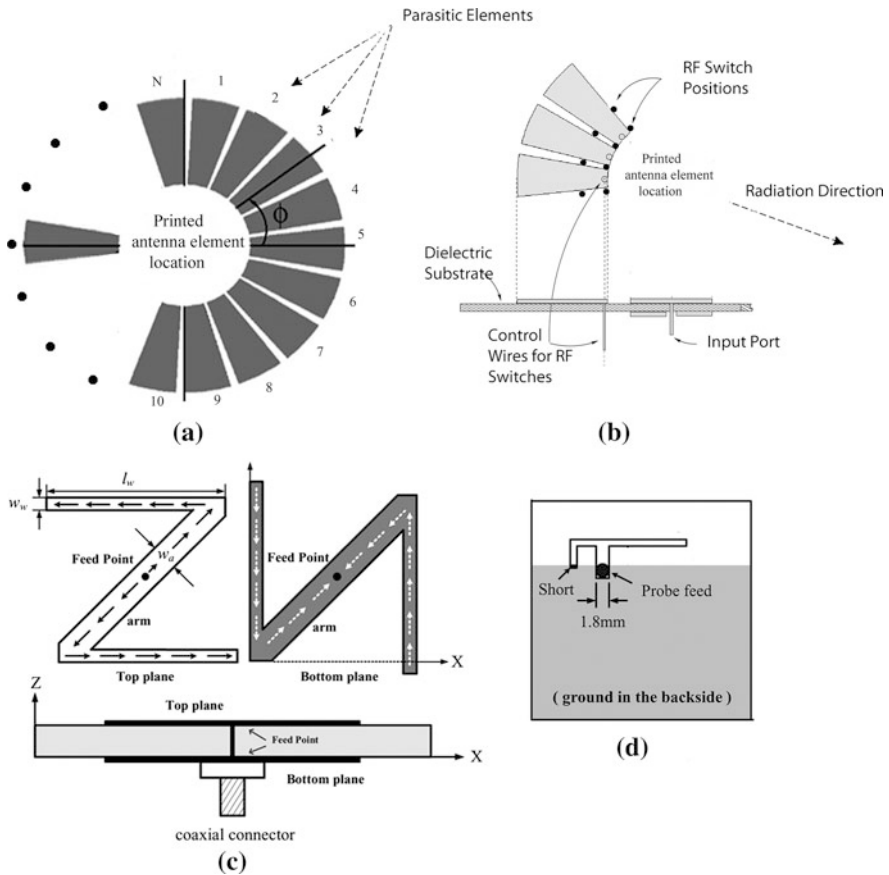 Parasitic Elements
N
1
2
3
4
5
6
7
8
9
10
ϕ
Printed
antenna element
location
(a)
RF Switch
Positions
Printed
antenna element
location
Radiation Direction
Dielectric
Substrate
Control
Wires for RF
Switches
Input Port
(b)
l_w
w_w
Feed Point
w_a
arm
Top plane
Feed Point
arm
X
Bottom plane
Z
Top plane
Feed Point
X
Bottom plane
coaxial connector
(c)
Short
Probe feed
1.8mm
( ground in the backside )
(d)